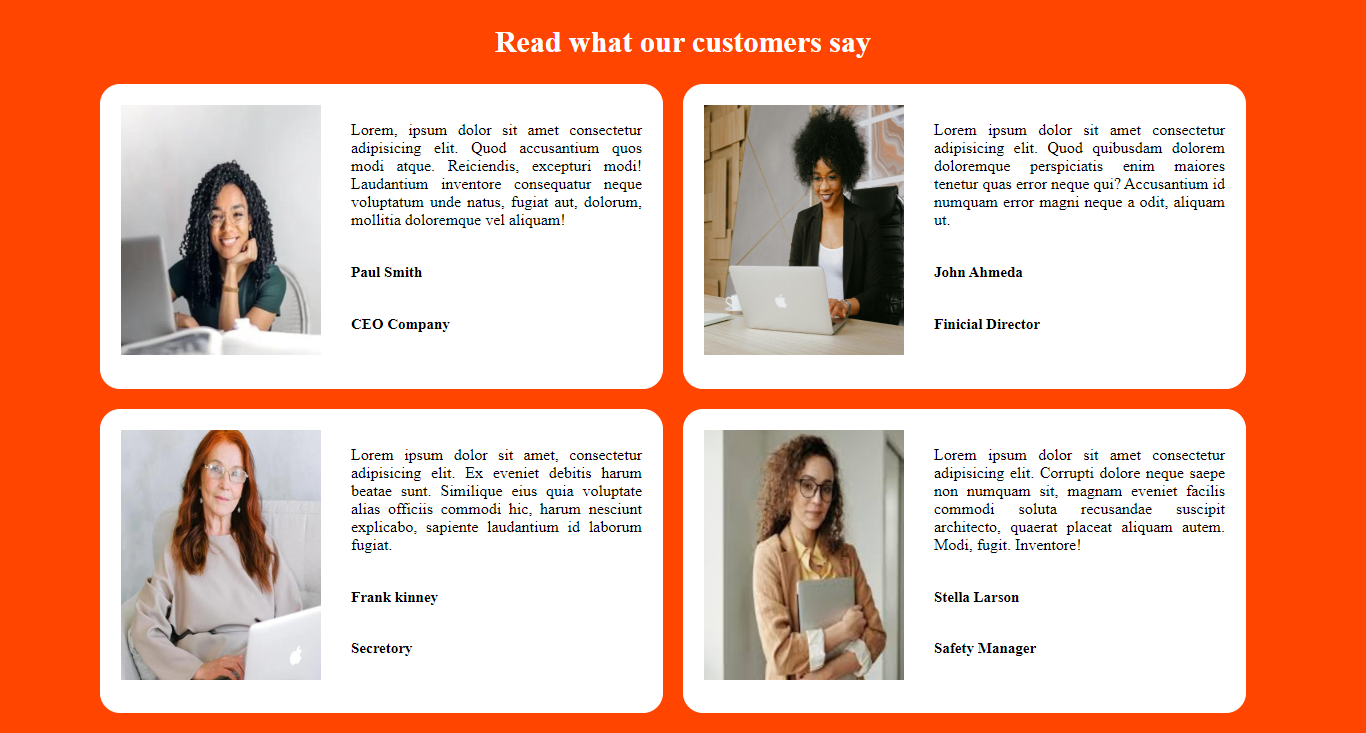 Read what our customers say
Lorem, ipsum dolor sit amet consectetur
adipisicing elit. Quod accusantium quos
modi atque. Reiciendis, excepturi modi!
Laudantium inventore consequatur neque
voluptatum unde natus, fugiat aut, dolorum,
mollitia doloremque vel aliquam!
Paul Smith
CEO Company
Lorem ipsum dolor sit amet consectetur
adipisicing elit. Quod quibusdam dolorem
doloremque perspiciatis enim maiores
tenetur quas error neque qui? Accusantium id
numquam error magni neque a odit, aliquam
ut.
John Ahmeda
Finicial Director
Lorem ipsum dolor sit amet, consectetur
adipisicing elit. Ex eveniet debitis harum
beatae sunt. Similique eius quia voluptate
alias officiis commodi hic, harum nesciunt
explicabo, sapiente laudantium id laborum
fugiat.
Frank kinney
Secretory
Lorem ipsum dolor sit amet consectetur
adipisicing elit. Corrupti dolore neque saepe
non numquam sit, magnam eveniet facilis
commodi soluta recusandae suscipit
architecto, quaerat placeat aliquam autem.
Modi, fugit. Inventore!
Stella Larson
Safety Manager